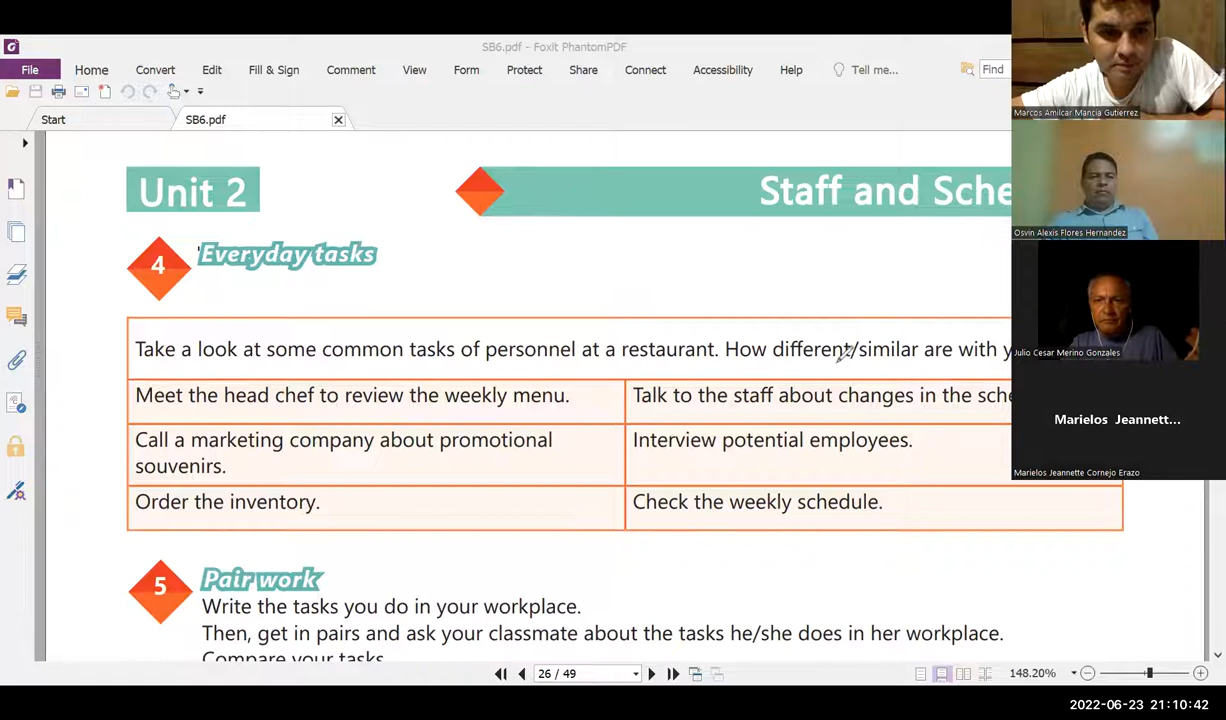 SB6.pdf - Foxit PhantomPDF
File Home Convert Edit Fill & Sign Comment View Form Protect Share Connect Accessibility Help Tell me... Find
Start SB6.pdf
Unit 2 Staff and Sche
4 Everyday tasks
Take a look at some common tasks of personnel at a restaurant. How different/similar are with y
Meet the head chef to review the weekly menu. Talk to the staff about changes in the sche
Call a marketing company about promotional souvenirs. Interview potential employees.
Order the inventory. Check the weekly schedule.
5 Pair work
Write the tasks you do in your workplace.
Then, get in pairs and ask your classmate about the tasks he/she does in her workplace.
Compare your tasks
26 / 49 148.20%
Marcos Amilcar Mancia Gutierrez
Osvin Alexis Flores Hernandez
Julio Cesar Merino Gonzales
Marielos Jeannett...
Marielos Jeannette Cornejo Erazo
2022-06-23 21:10:42